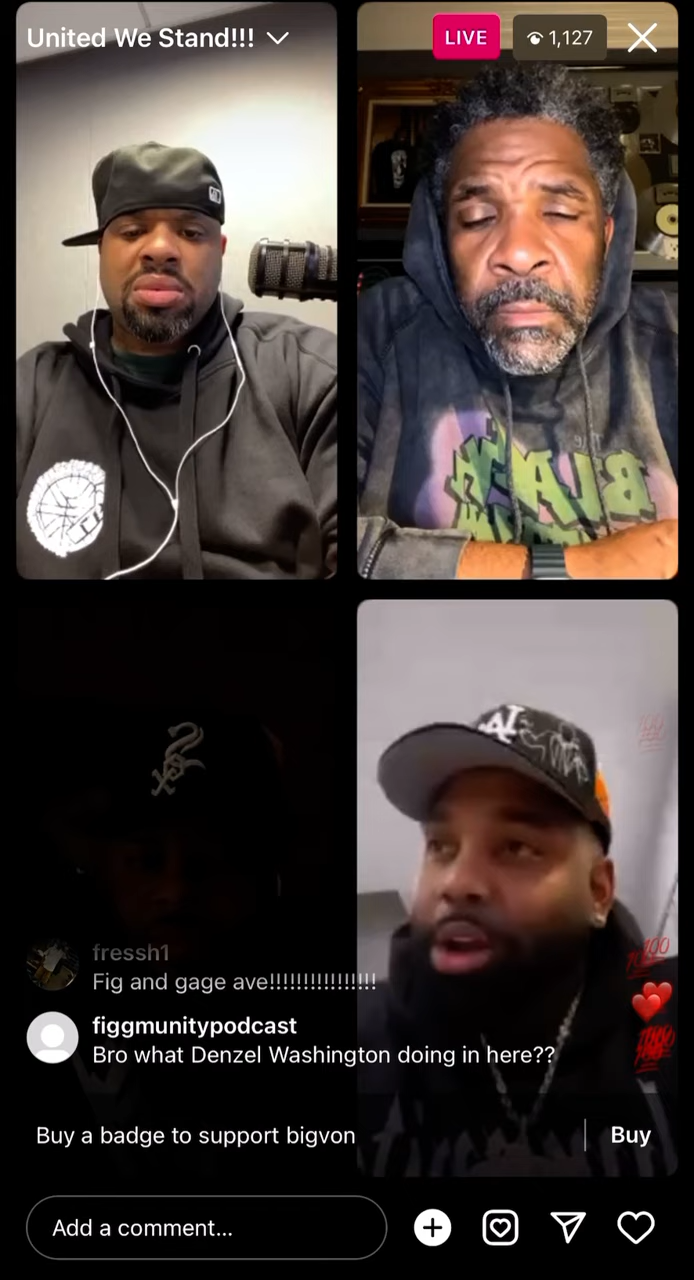 United We Stand!!!
LIVE
1,127
fressh1
Fig and gage ave!!!!!!!!!!!!!!!!!
figgmunitypodcast
Bro what Denzel Washington doing in here??
Buy a badge to support bigvon
Buy
Add a comment...